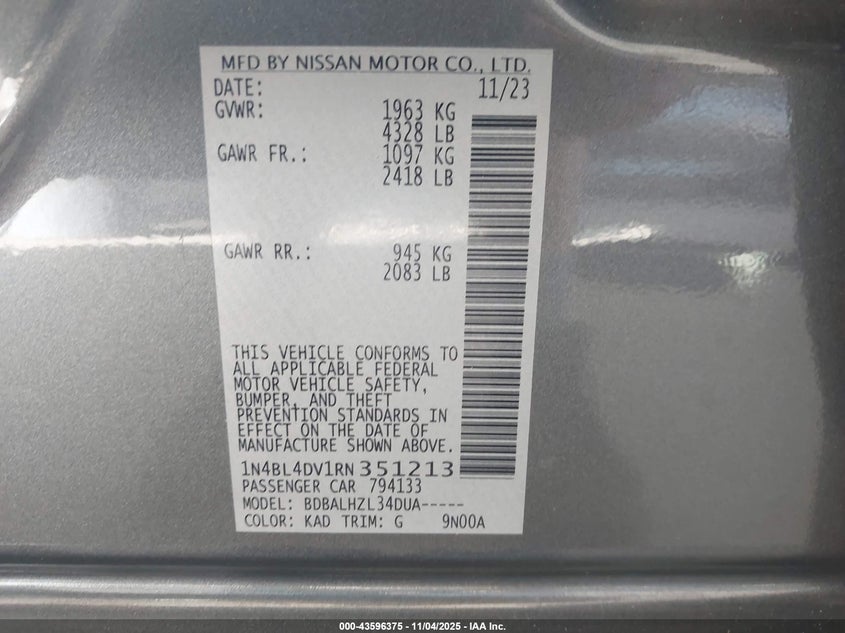 MFD BY NISSAN MOTOR CO., LTD.
DATE: 11/23
GVWR: 1963 KG
4328 LB
GAWR FR.: 1097 KG
2418 LB
GAWR RR.: 945 KG
2083 LB
THIS VEHICLE CONFORMS TO
ALL APPLICABLE FEDERAL
MOTOR VEHICLE SAFETY,
BUMPER, AND THEFT
PREVENTION STANDARDS IN
EFFECT ON THE DATE OF
MANUFACTURE SHOWN ABOVE.
1N4BL4DV1RN351213
PASSENGER CAR 794133
MODEL: BDBALHZL34DUA-----
COLOR: KAD TRIM: G 9N00A
000-43596375 - 11/04/2025 - IAA Inc.